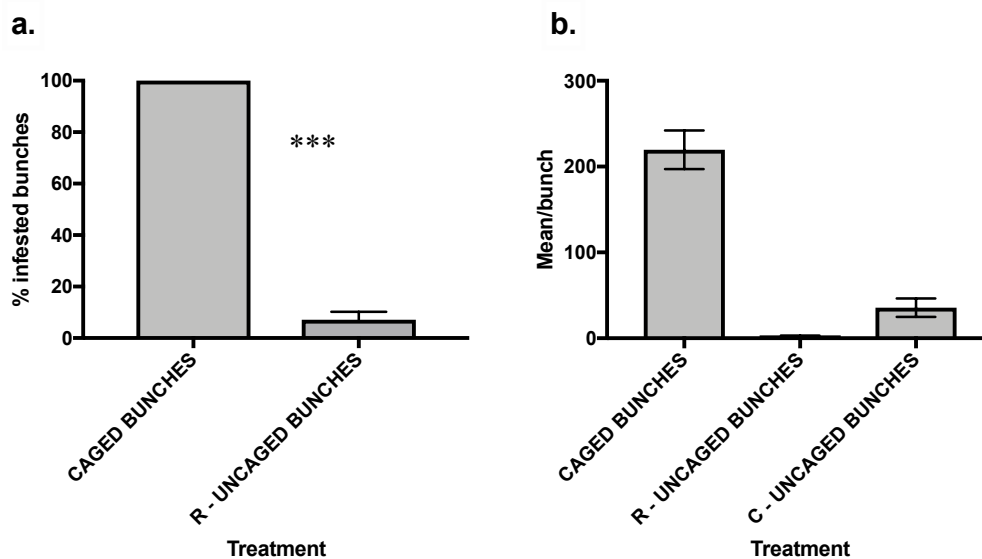 a.
% infested bunches
100
80
60
40
20
0
***
CAGED BUNCHES
R - UNCAGED BUNCHES
Treatment
b.
Mean/bunch
300
200
100
0
CAGED BUNCHES
R - UNCAGED BUNCHES
C - UNCAGED BUNCHES
Treatment